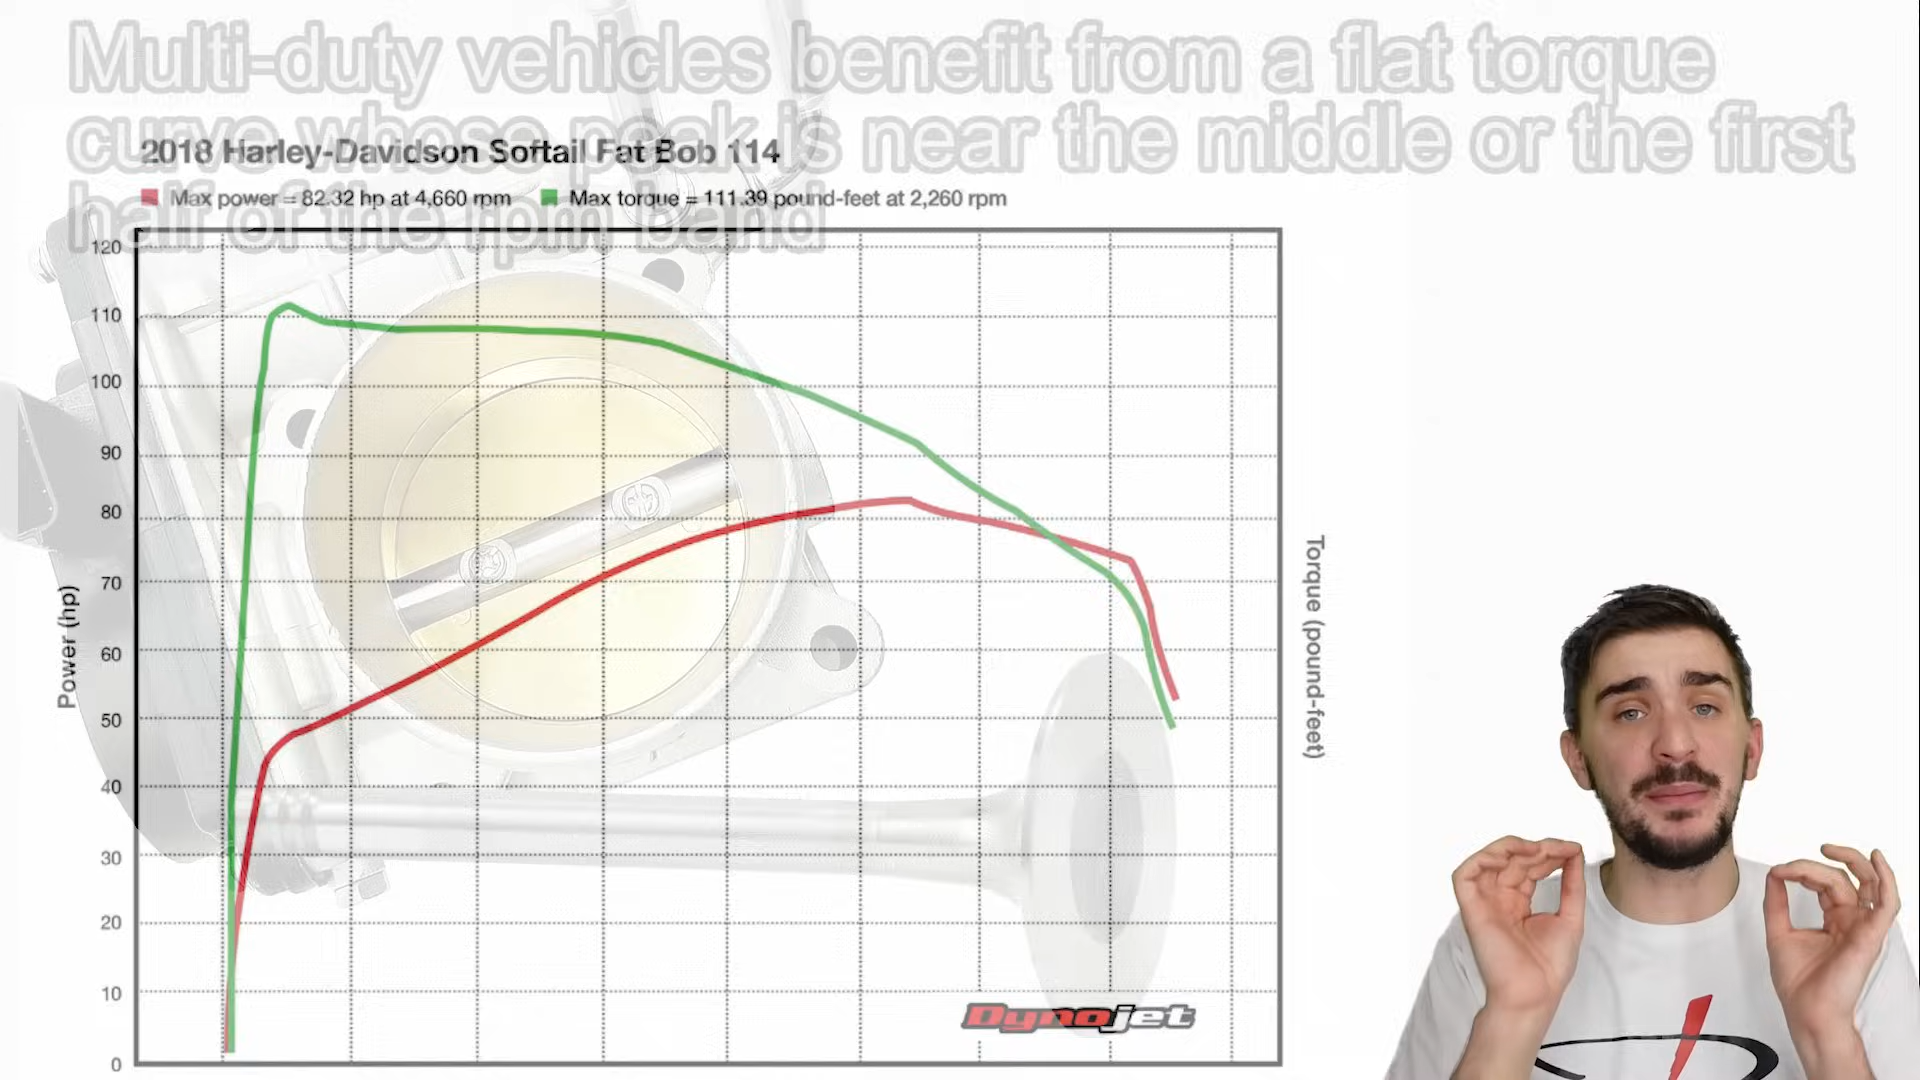 Multi-duty vehicles benefit from a flat torque
curve whose peak is near the middle or the first
half of the rpm band
2018 Harley-Davidson Softail Fat Bob 114
Max power = 82.32 hp at 4,660 rpm Max torque = 111.39 pound-feet at 2,260 rpm
120
110
100
90
80
70
60
50
40
30
20
10
0
Power (hp)
Torque (pound-feet)
Dynojet